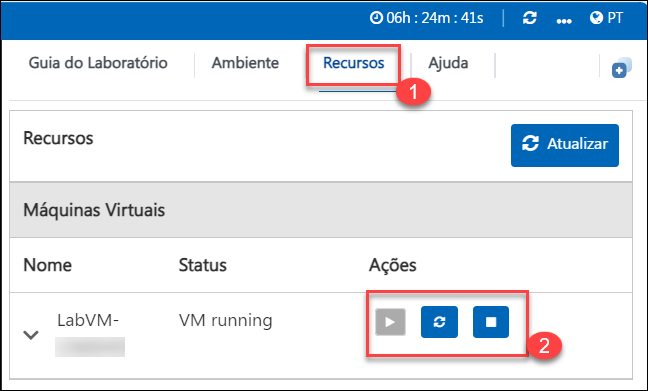 06h : 24m : 41s PT
Guia do Laboratório Ambiente Recursos Ajuda
1
Recursos Atualizar
Máquinas Virtuais
Nome Status Ações
LabVM- VM running
2